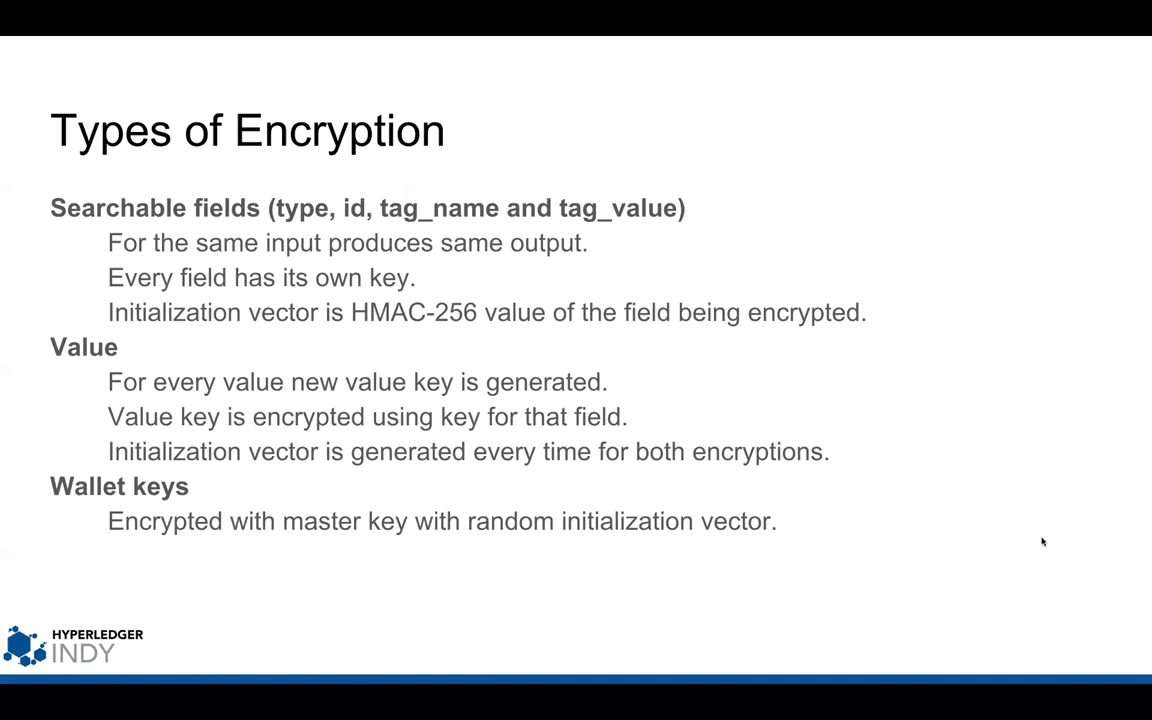 Types of Encryption
Searchable fields (type, id, tag_name and tag_value)
For the same input produces same output.
Every field has its own key.
Initialization vector is HMAC-256 value of the field being encrypted.
Value
For every value new value key is generated.
Value key is encrypted using key for that field.
Initialization vector is generated every time for both encryptions.
Wallet keys
Encrypted with master key with random initialization vector.
HYPERLEDGER
INDY